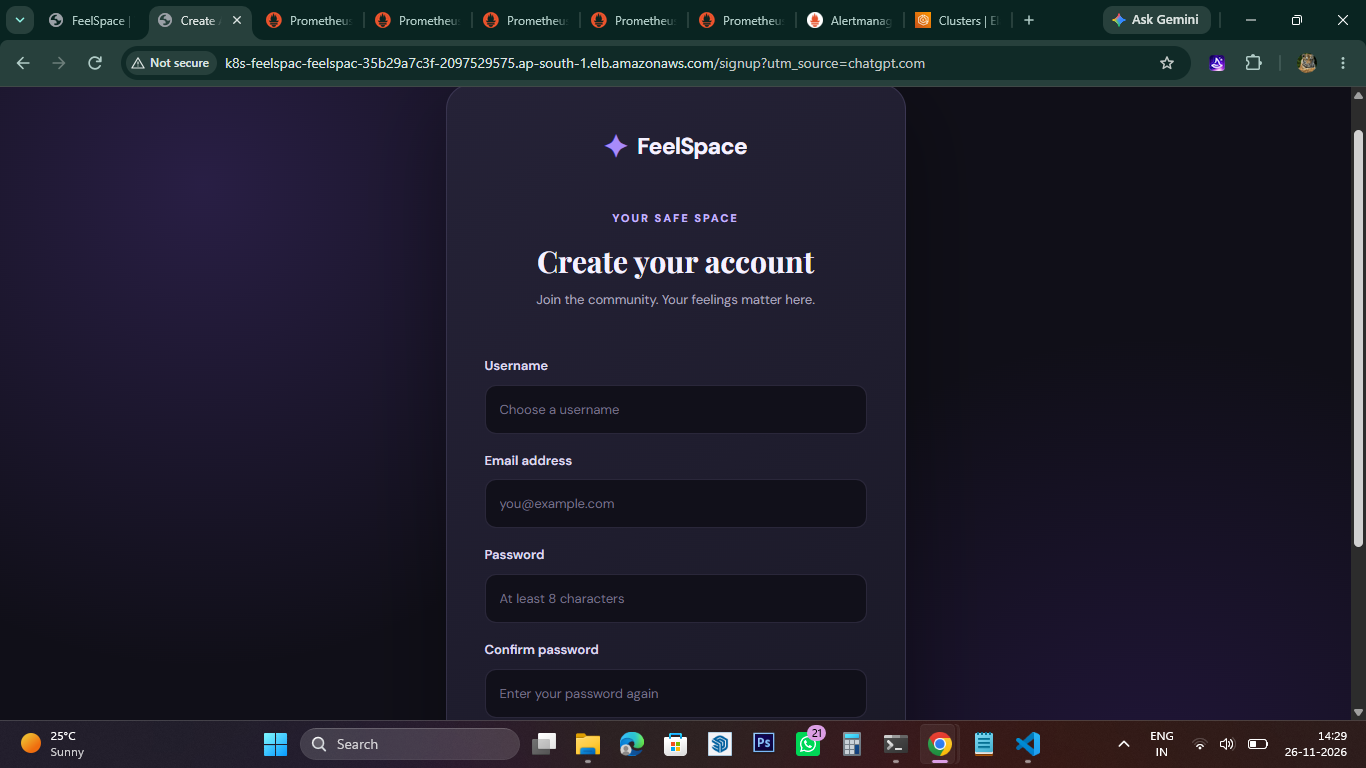 FeelSpace |
Create A
Prometheus
Prometheus
Prometheus
Prometheus
Prometheus
Alertmanag
Clusters | El
Ask Gemini
Not secure
k8s-feelspac-feelspac-35b29a7c3f-2097529575.ap-south-1.elb.amazonaws.com/signup?utm_source=chatgpt.com
FeelSpace
YOUR SAFE SPACE
Create your account
Join the community. Your feelings matter here.
Username
Choose a username
Email address
you@example.com
Password
At least 8 characters
Confirm password
Enter your password again
25°C
Sunny
Search
Ps
21
ENG
IN
14:29
26-11-2026